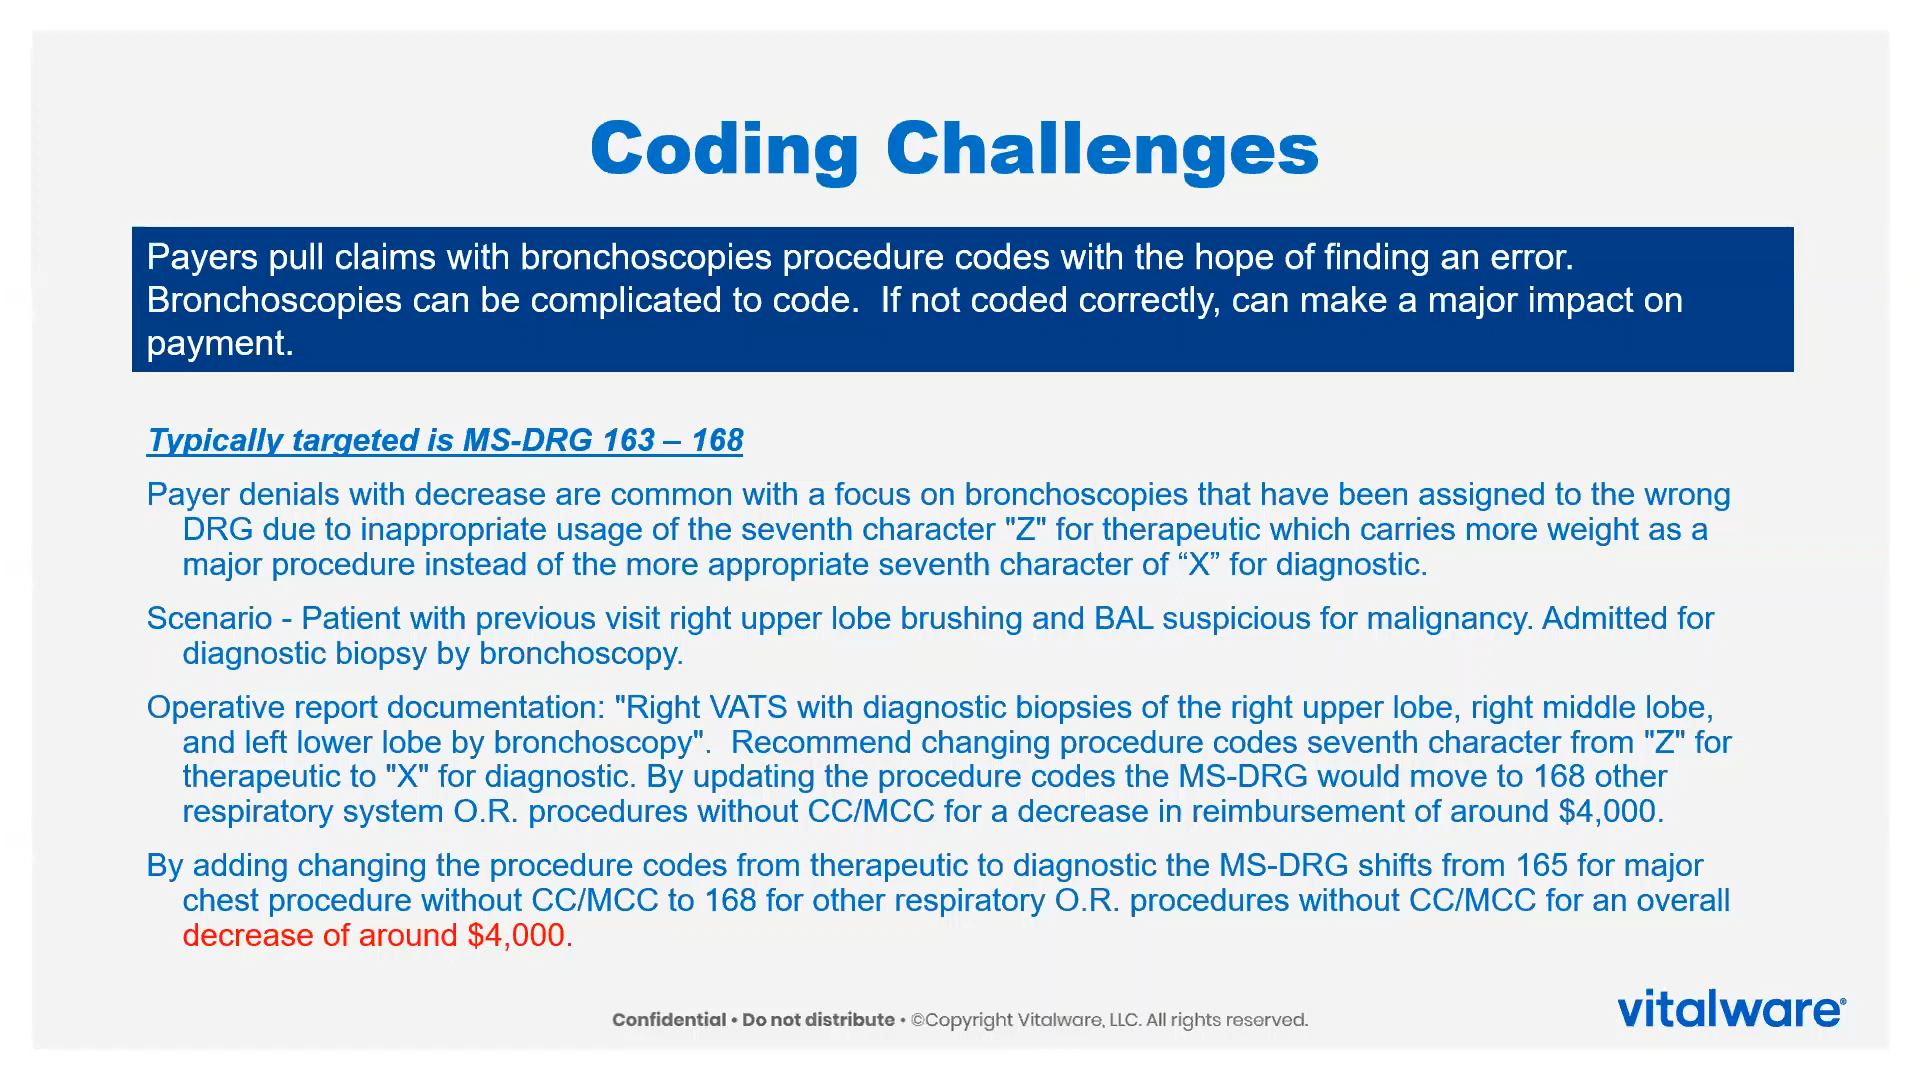 Coding Challenges
Payers pull claims with bronchoscopies procedure codes with the hope of finding an error.
Bronchoscopies can be complicated to code.  If not coded correctly, can make a major impact on
payment.
Typically targeted is MS-DRG 163 – 168
Payer denials with decrease are common with a focus on bronchoscopies that have been assigned to the wrong
DRG due to inappropriate usage of the seventh character "Z" for therapeutic which carries more weight as a
major procedure instead of the more appropriate seventh character of “X” for diagnostic.
Scenario - Patient with previous visit right upper lobe brushing and BAL suspicious for malignancy. Admitted for
diagnostic biopsy by bronchoscopy.
Operative report documentation: "Right VATS with diagnostic biopsies of the right upper lobe, right middle lobe,
and left lower lobe by bronchoscopy".  Recommend changing procedure codes seventh character from "Z" for
therapeutic to "X" for diagnostic. By updating the procedure codes the MS-DRG would move to 168 other
respiratory system O.R. procedures without CC/MCC for a decrease in reimbursement of around $4,000.
By adding changing the procedure codes from therapeutic to diagnostic the MS-DRG shifts from 165 for major
chest procedure without CC/MCC to 168 for other respiratory O.R. procedures without CC/MCC for an overall
decrease of around $4,000.
Confidential • Do not distribute • ©Copyright Vitalware, LLC. All rights reserved.
vitalware®